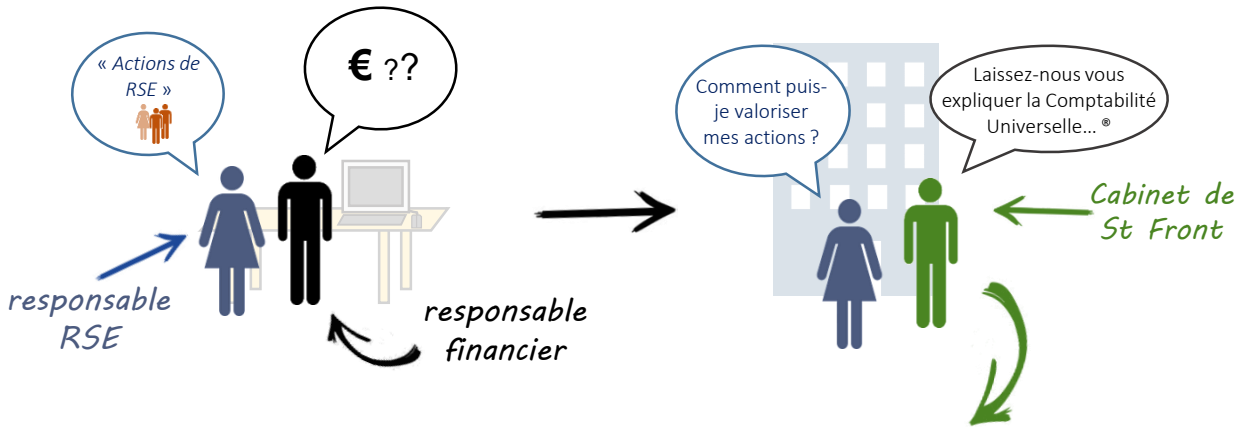 « Actions de
RSE »
€ ??
responsable
RSE
responsable
financier
Comment puis-
je valoriser
mes actions ?
Laissez-nous vous
expliquer la Comptabilité
Universelle... ®
Cabinet de
St Front